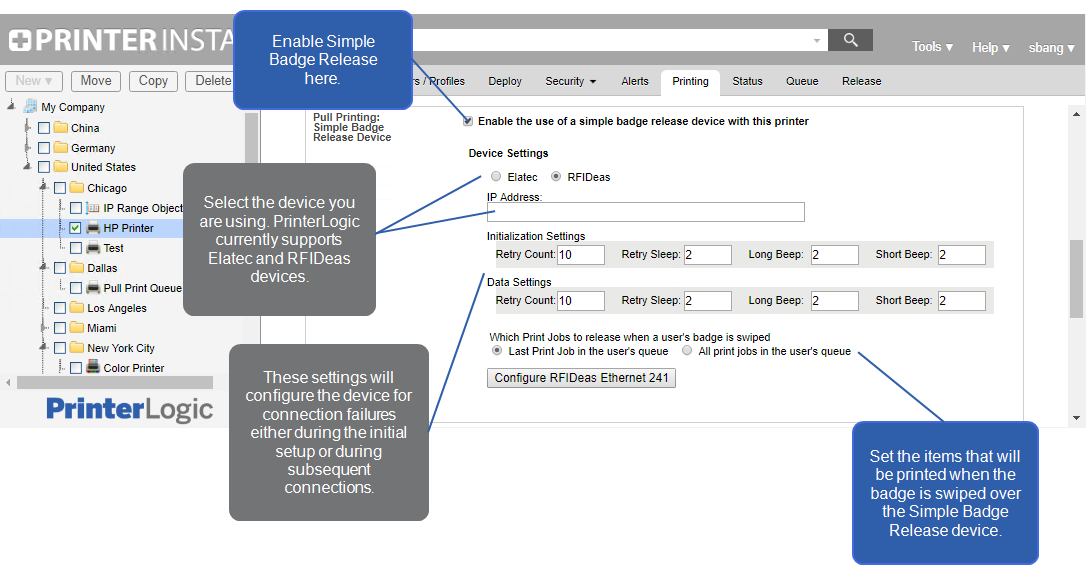 PRINTER INSTA
Enable Simple
Badge Release
here.
Tools ▾ Help ▾ sbang ▾
New ▾ Move Copy Delete
/ Profiles Deploy Security ▾ Alerts Printing Status Queue Release
My Company
China
Germany
United States
Chicago
IP Range Object
HP Printer
Test
Dallas
Pull Print Queue
Los Angeles
Miami
New York City
Color Printer
PrinterLogic
Pull Printing:
Simple Badge
Release Device
Enable the use of a simple badge release device with this printer
Device Settings
Elatec RFIDeas
IP Address:
Initialization Settings
Retry Count: 10 Retry Sleep: 2 Long Beep: 2 Short Beep: 2
Data Settings
Retry Count: 10 Retry Sleep: 2 Long Beep: 2 Short Beep: 2
Which Print Jobs to release when a user's badge is swiped
Last Print Job in the user's queue All print jobs in the user's queue
Configure RFIDeas Ethernet 241
Select the device you
are using. PrinterLogic
currently supports
Elatec and RFIDeas
devices.
These settings will
configure the device for
connection failures
either during the initial
setup or during
subsequent
connections.
Set the items that will
be printed when the
badge is swiped over
the Simple Badge
Release device.